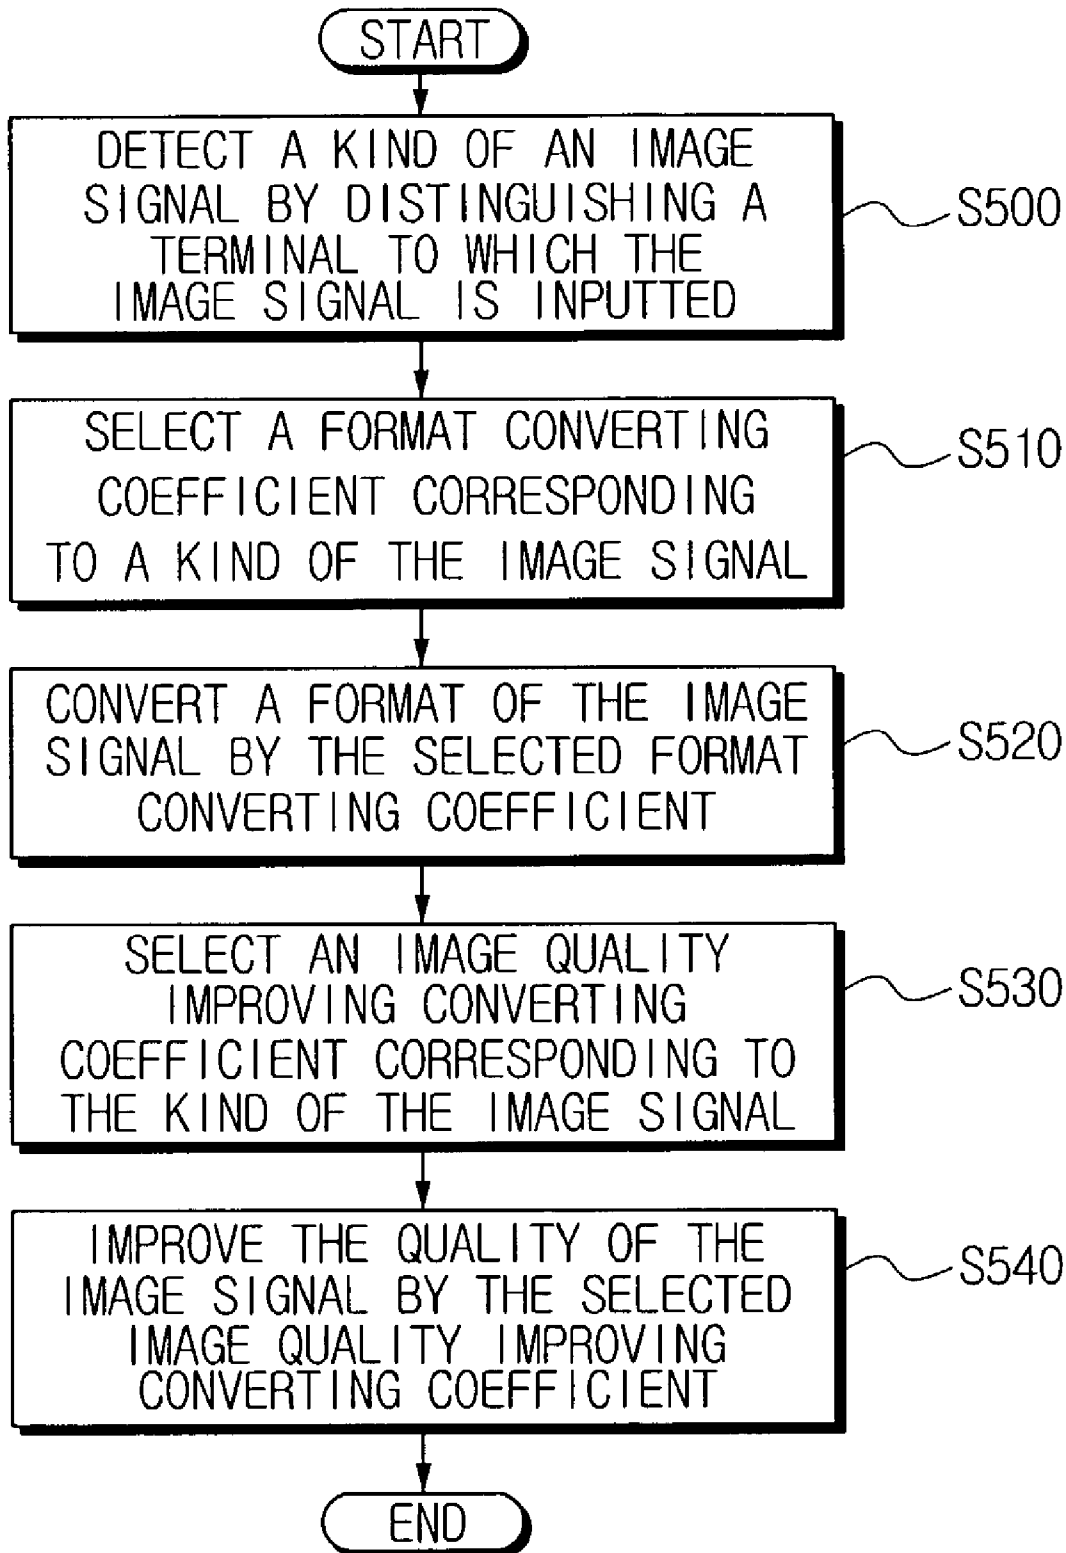 START
DETECT A KIND OF AN IMAGE
SIGNAL BY DISTINGUISHING A
TERMINAL TO WHICH THE
IMAGE SIGNAL IS INPUTTED
S500
SELECT A FORMAT CONVERTING
COEFFICIENT CORRESPONDING
TO A KIND OF THE IMAGE SIGNAL
S510
CONVERT A FORMAT OF THE IMAGE
SIGNAL BY THE SELECTED FORMAT
CONVERTING COEFFICIENT
S520
SELECT AN IMAGE QUALITY
IMPROVING CONVERTING
COEFFICIENT CORRESPONDING TO
THE KIND OF THE IMAGE SIGNAL
S530
IMPROVE THE QUALITY OF THE
IMAGE SIGNAL BY THE SELECTED
IMAGE QUALITY IMPROVING
CONVERTING COEFFICIENT
S540
END